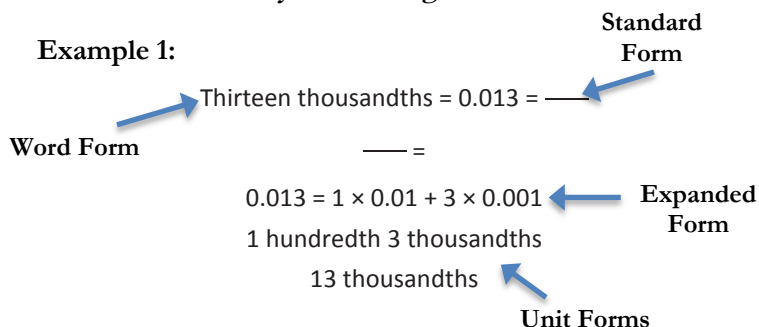 Standard
Form
Example 1:
Thirteen thousandths = 0.013 = ——
Word Form
—— =
0.013 = 1 × 0.01 + 3 × 0.001
Expanded
Form
1 hundredth 3 thousandths
13 thousandths
Unit Forms